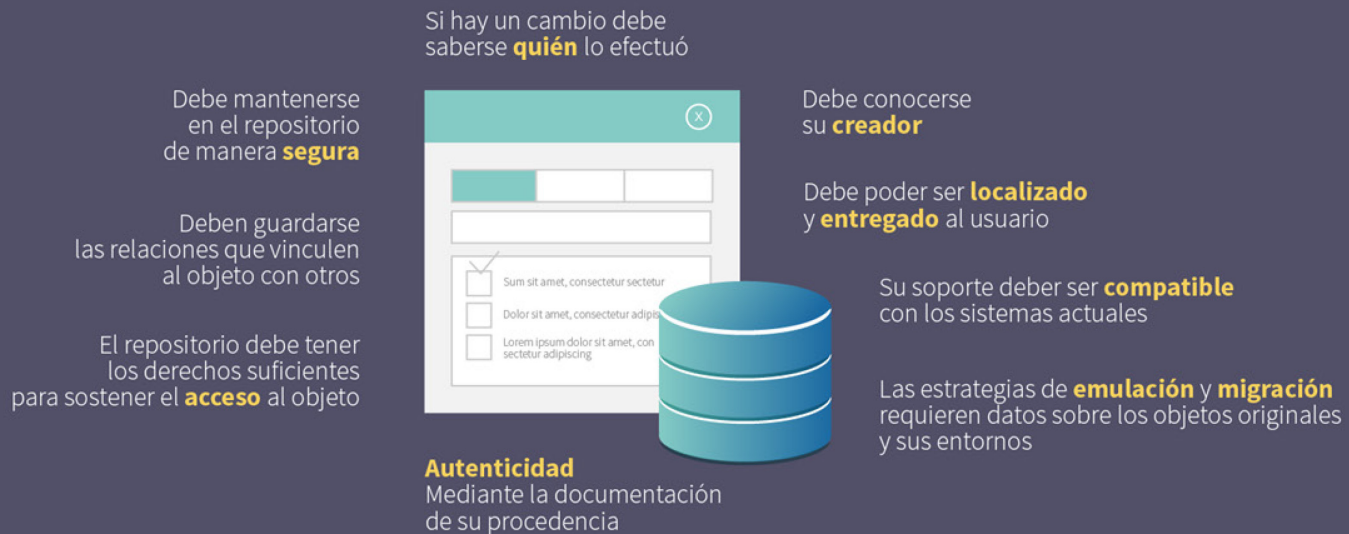 Si hay un cambio debe
saberse quién lo efectuó
Debe mantenerse
en el repositorio
de manera segura
Deben guardarse
las relaciones que vinculen
al objeto con otros
El repositorio debe tener
los derechos suficientes
para sostener el acceso al objeto
X
Sum sit amet, consectetur sectetur
Dolor sit amet, consectetur adipis
Lorem ipsum dolor sit amet, con
sectetur adipiscing
Debe conocerse
su creador
Debe poder ser localizado
y entregado al usuario
Su soporte deber ser compatible
con los sistemas actuales
Las estrategias de emulación y migración
requieren datos sobre los objetos originales
y sus entornos
Autenticidad
Mediante la documentación
de su procedencia